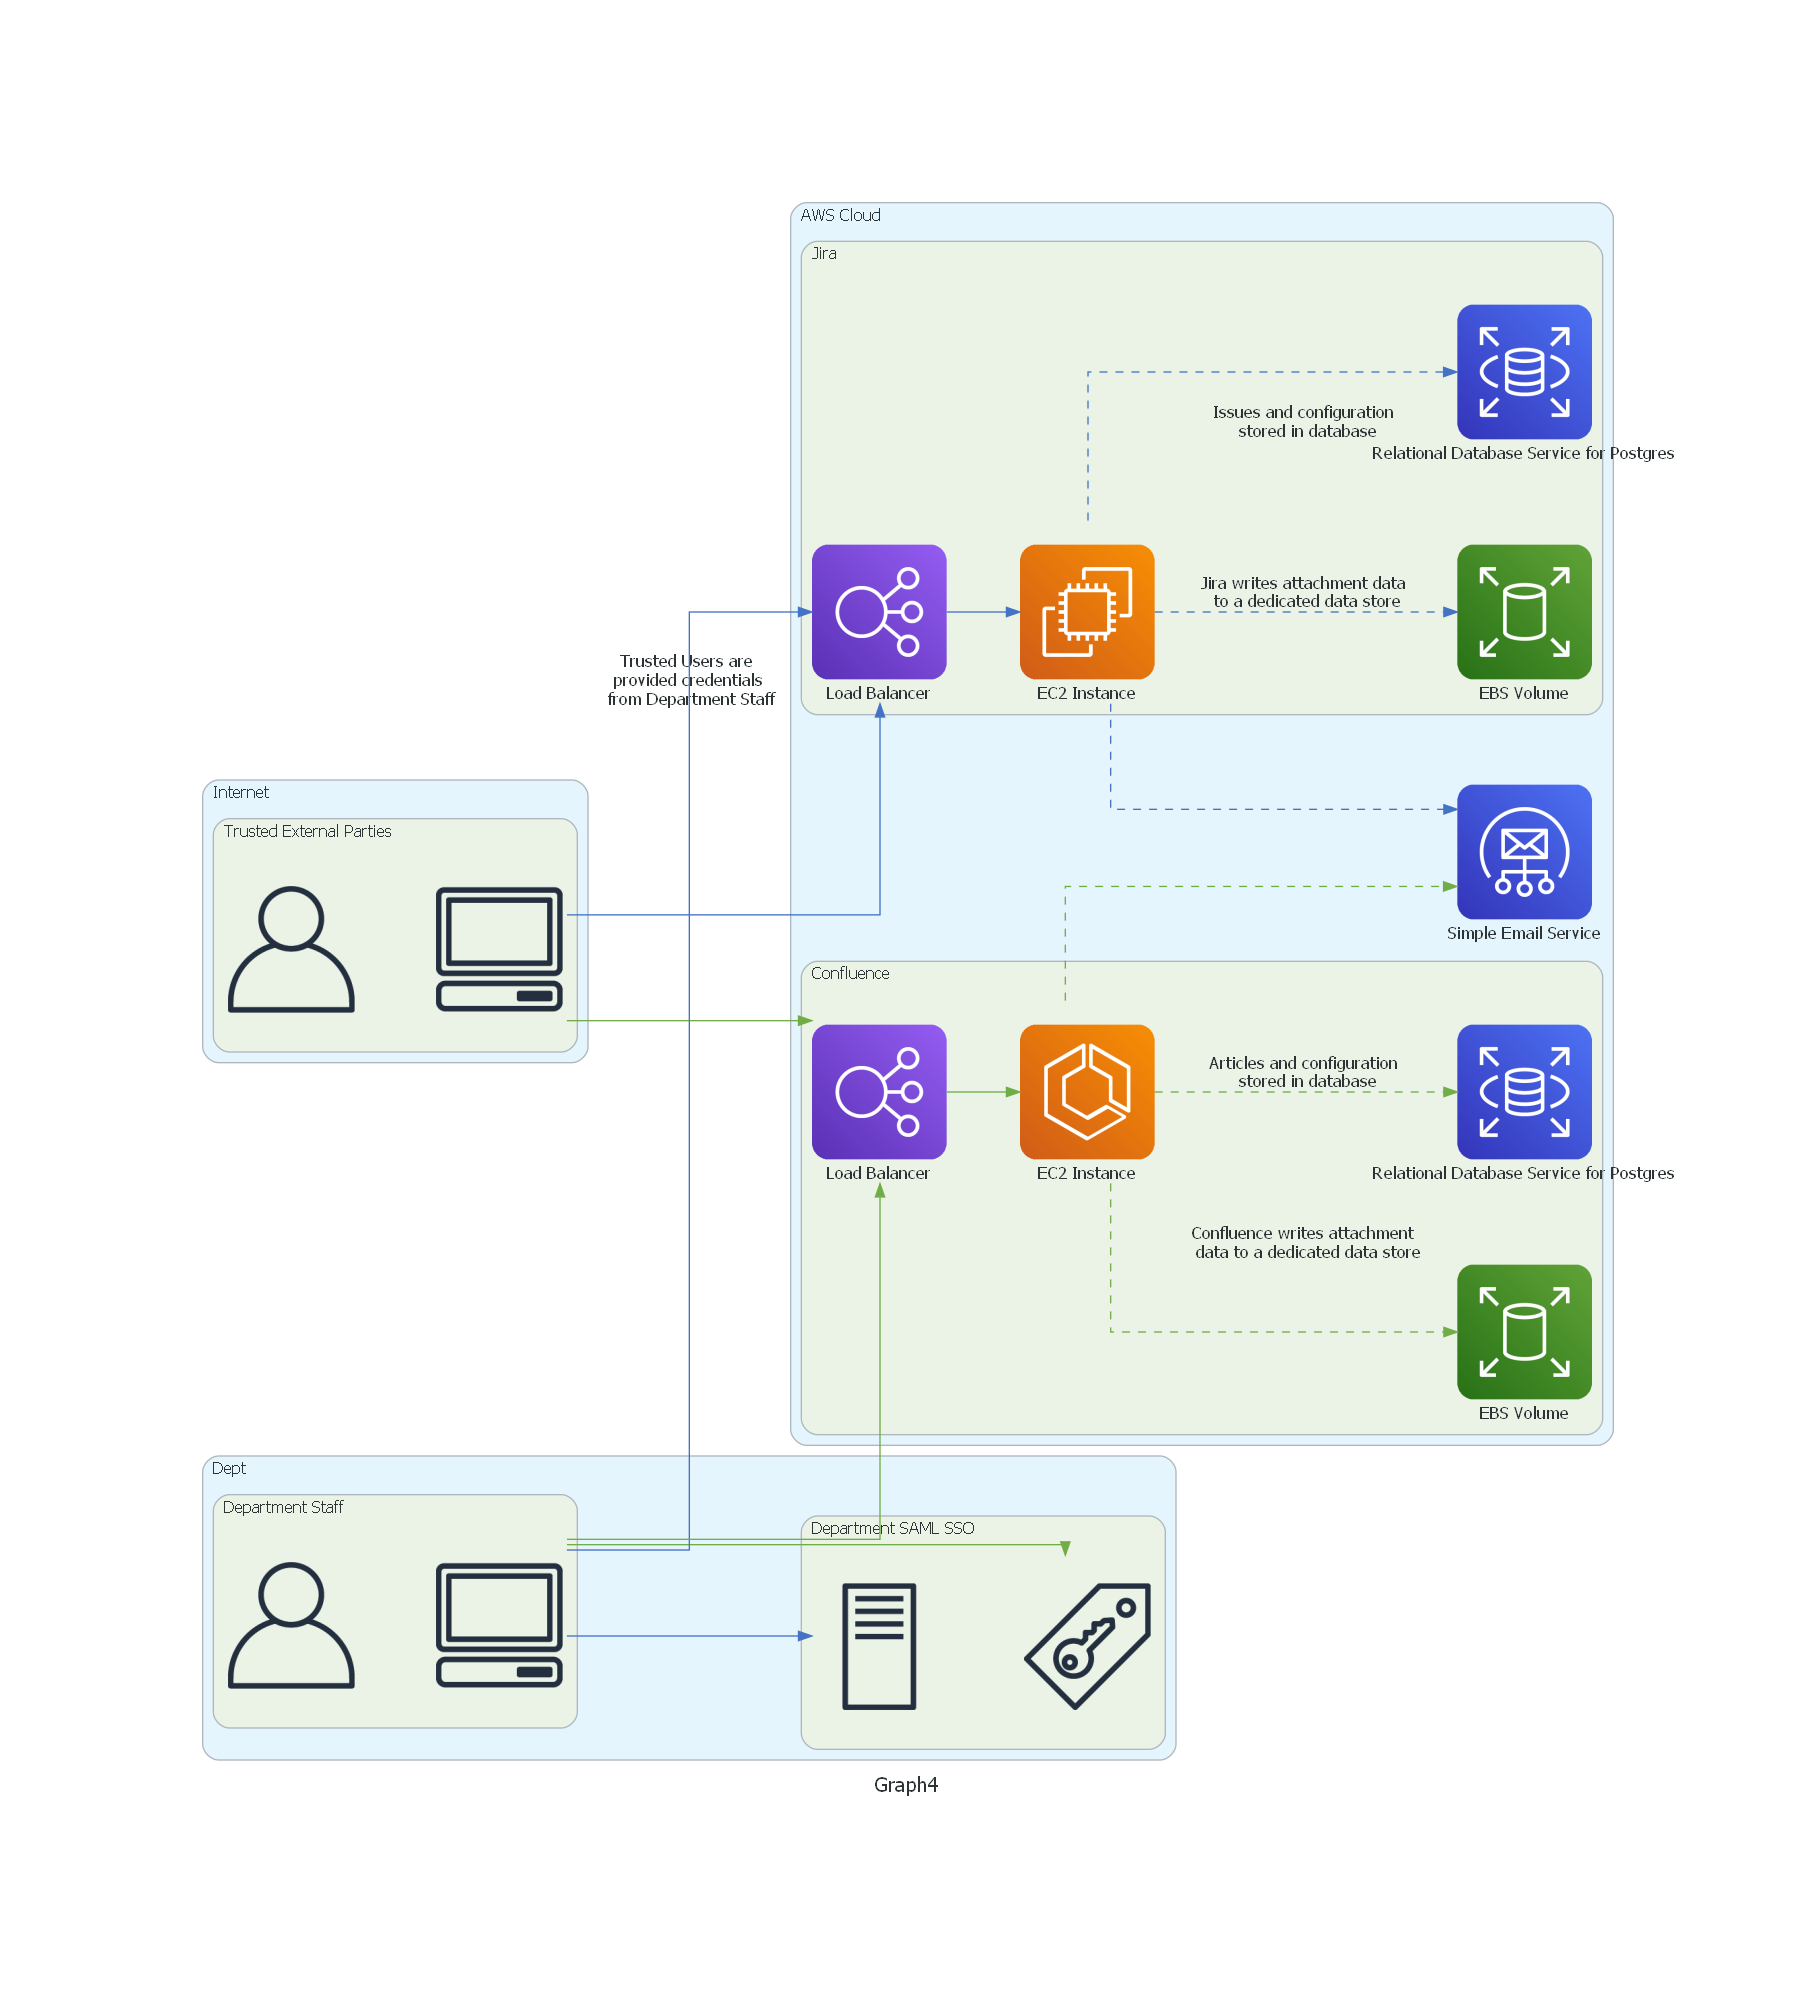 AWS Cloud
Jira
Issues and configuration
stored in database
Relational Database Service for Postgres
Jira writes attachment data
to a dedicated data store
Trusted Users are
provided credentials
from Department Staff
Load Balancer
EC2 Instance
EBS Volume
Internet
Trusted External Parties
Simple Email Service
Confluence
Articles and configuration
stored in database
Load Balancer
EC2 Instance
Relational Database Service for Postgres
Confluence writes attachment
data to a dedicated data store
EBS Volume
Dept
Department Staff
Department SAML SSO
Graph4